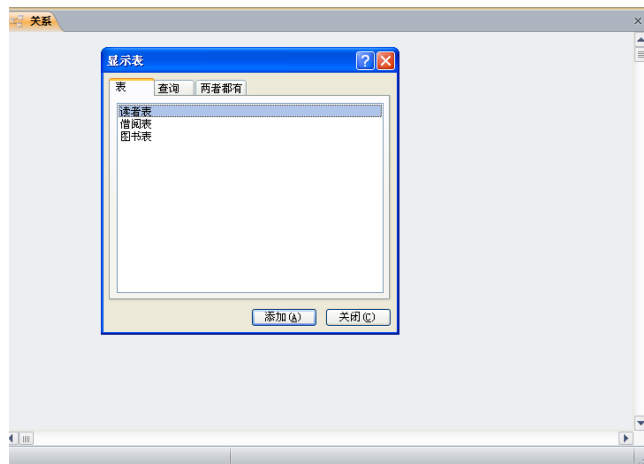 关系
显示表
表 查询 两者都有
读者表
借阅表
图书表
添加(A) 关闭(C)